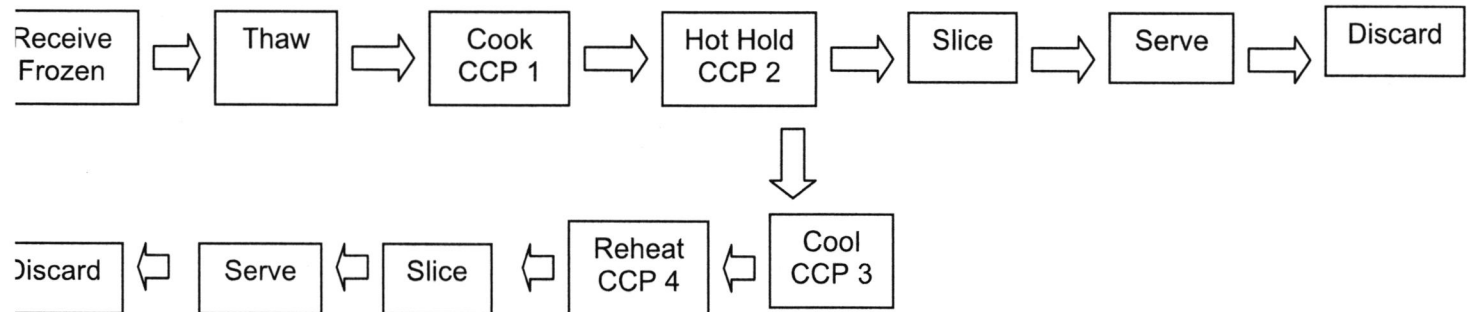 Receive
Frozen
Thaw
Cook
CCP 1
Hot Hold
CCP 2
Slice
Serve
Discard
Cool
CCP 3
Reheat
CCP 4
Slice
Serve
Discard